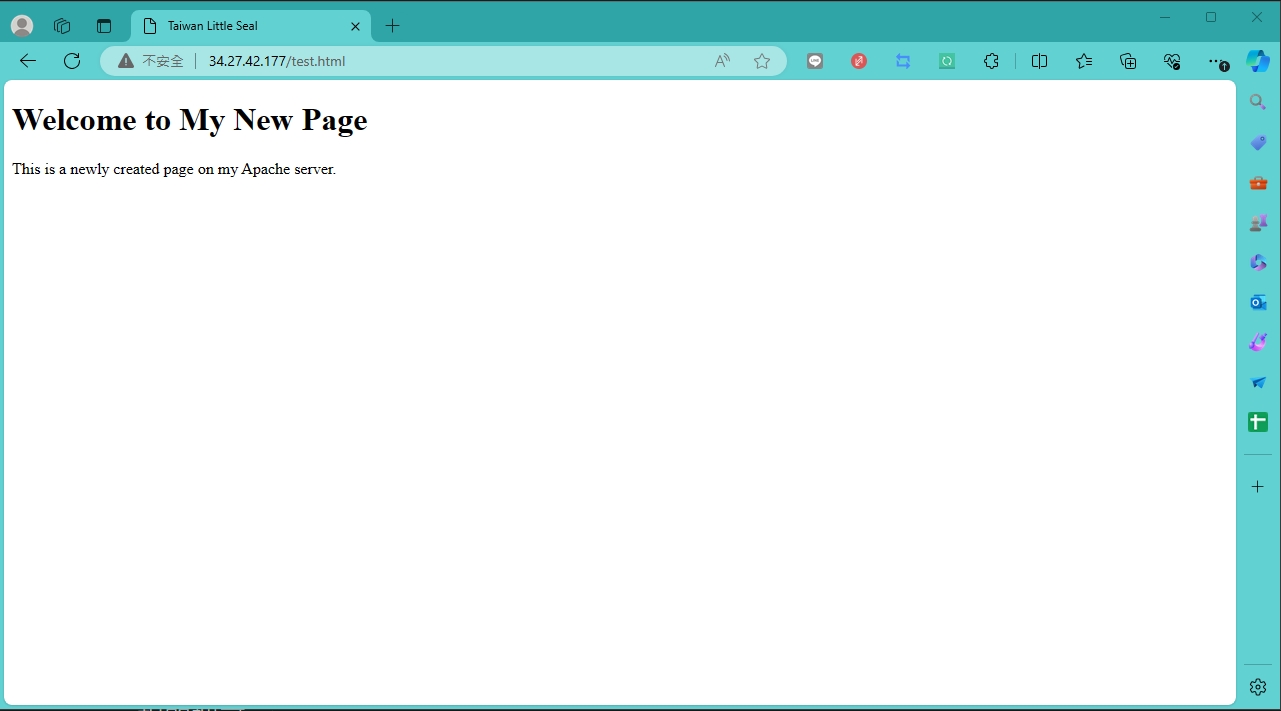 Taiwan Little Seal
不安全
34.27.42.177/test.html
Welcome to My New Page
This is a newly created page on my Apache server.